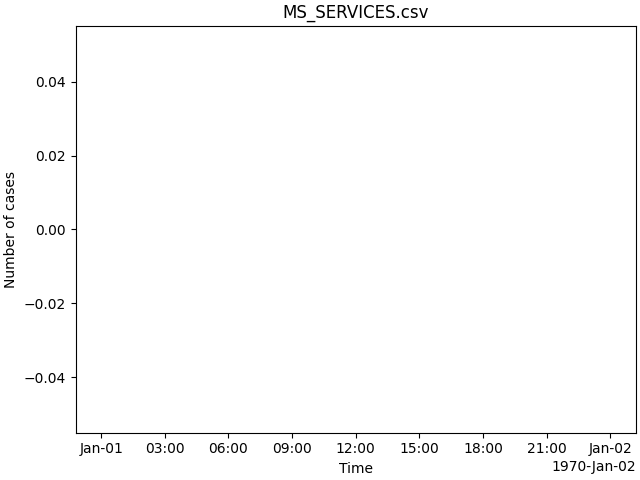 MS_SERVICES.csv
Number of cases
0.04
0.02
0.00
−0.02
−0.04
Jan-01 03:00 06:00 09:00 12:00 15:00 18:00 21:00 Jan-02
1970-Jan-02
Time